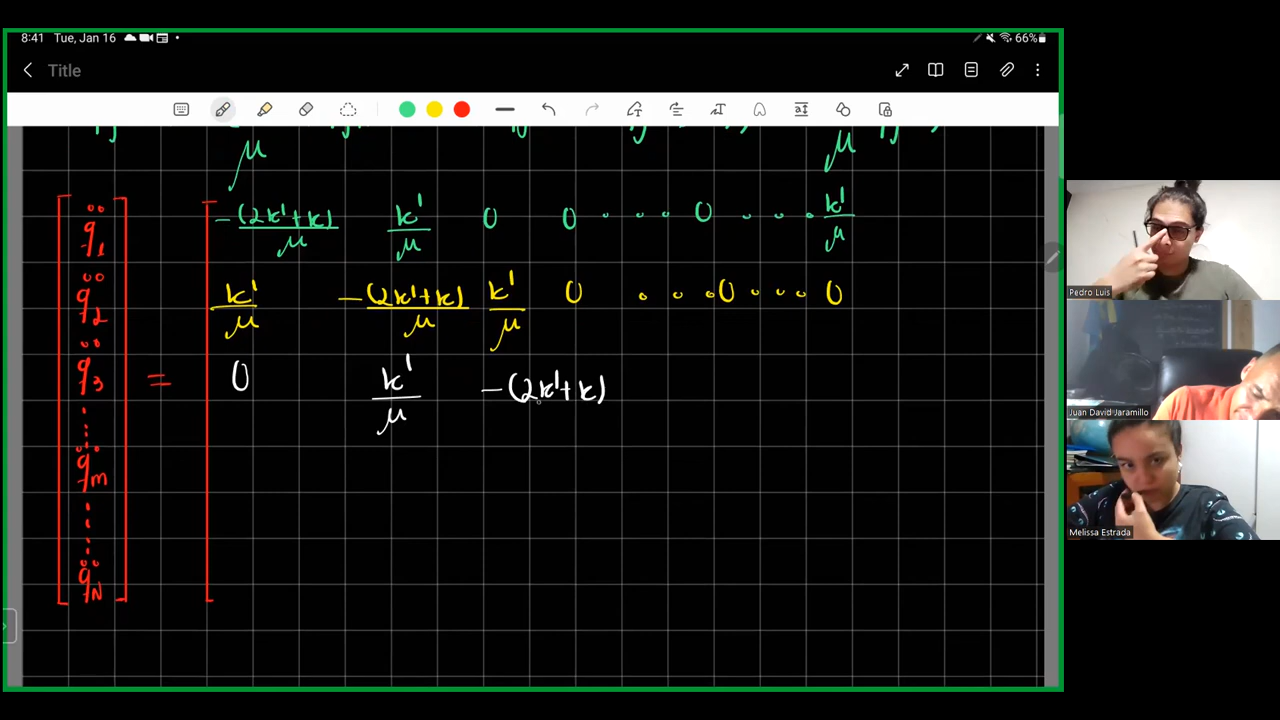 8:41 Tue, Jan 16 66%
Title
μ μ
q̈1 -(2k'+k)/μ k'/μ 0 0 . . . 0 . . . k'/μ
q̈2 k'/μ -(2k'+k)/μ k'/μ 0 . . . 0 . . . 0
q̈3 = 0 k'/μ -(2k'+k)
⋮
q̈m
⋮
q̈N
Pedro Luis
Juan David Jaramillo
Melissa Estrada